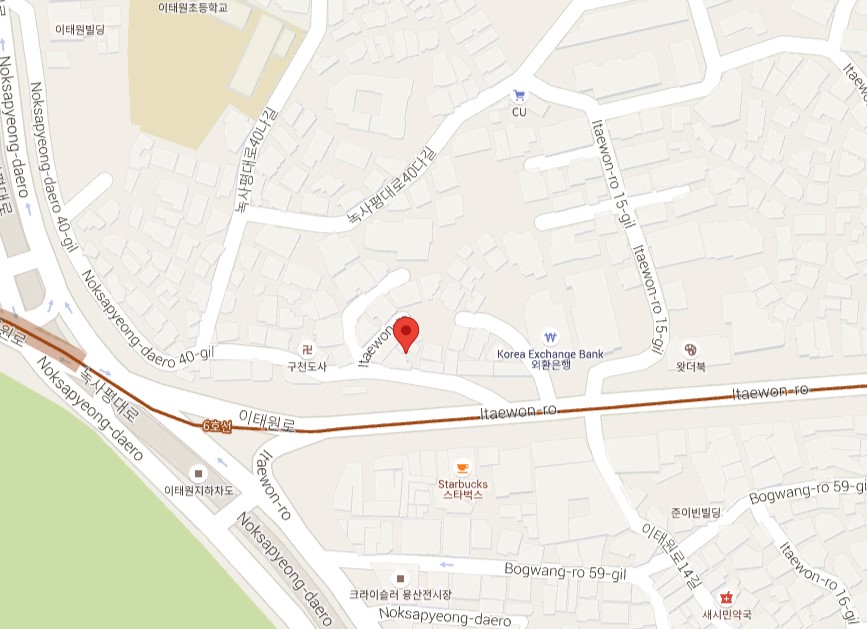 이태원초등학교
이태원빌딩
Noksapyeong-daero
Noksapyeong-daero 40-gil
녹사평대로40나길
CU
Itaewon-ro 15-gil
녹사평대로40다길
Itaewon-ro 15-gil
Noksapyeong-daero 40-gil
구천도사
Korea Exchange Bank
외환은행
왓더북
Noksapyeong-daero
녹사평대로
6호선
이태원로
Itaewon-ro
Itaewon-ro
Itaewon-ro
Starbucks
스타벅스
이태원지하차도
Noksapyeong-daero
준이빈빌딩
이태원로14길
Bogwang-ro 59-gil
크라이슬러 용산전시장
Noksapyeong-daero
새시민약국
Itaewon-ro 16-gil